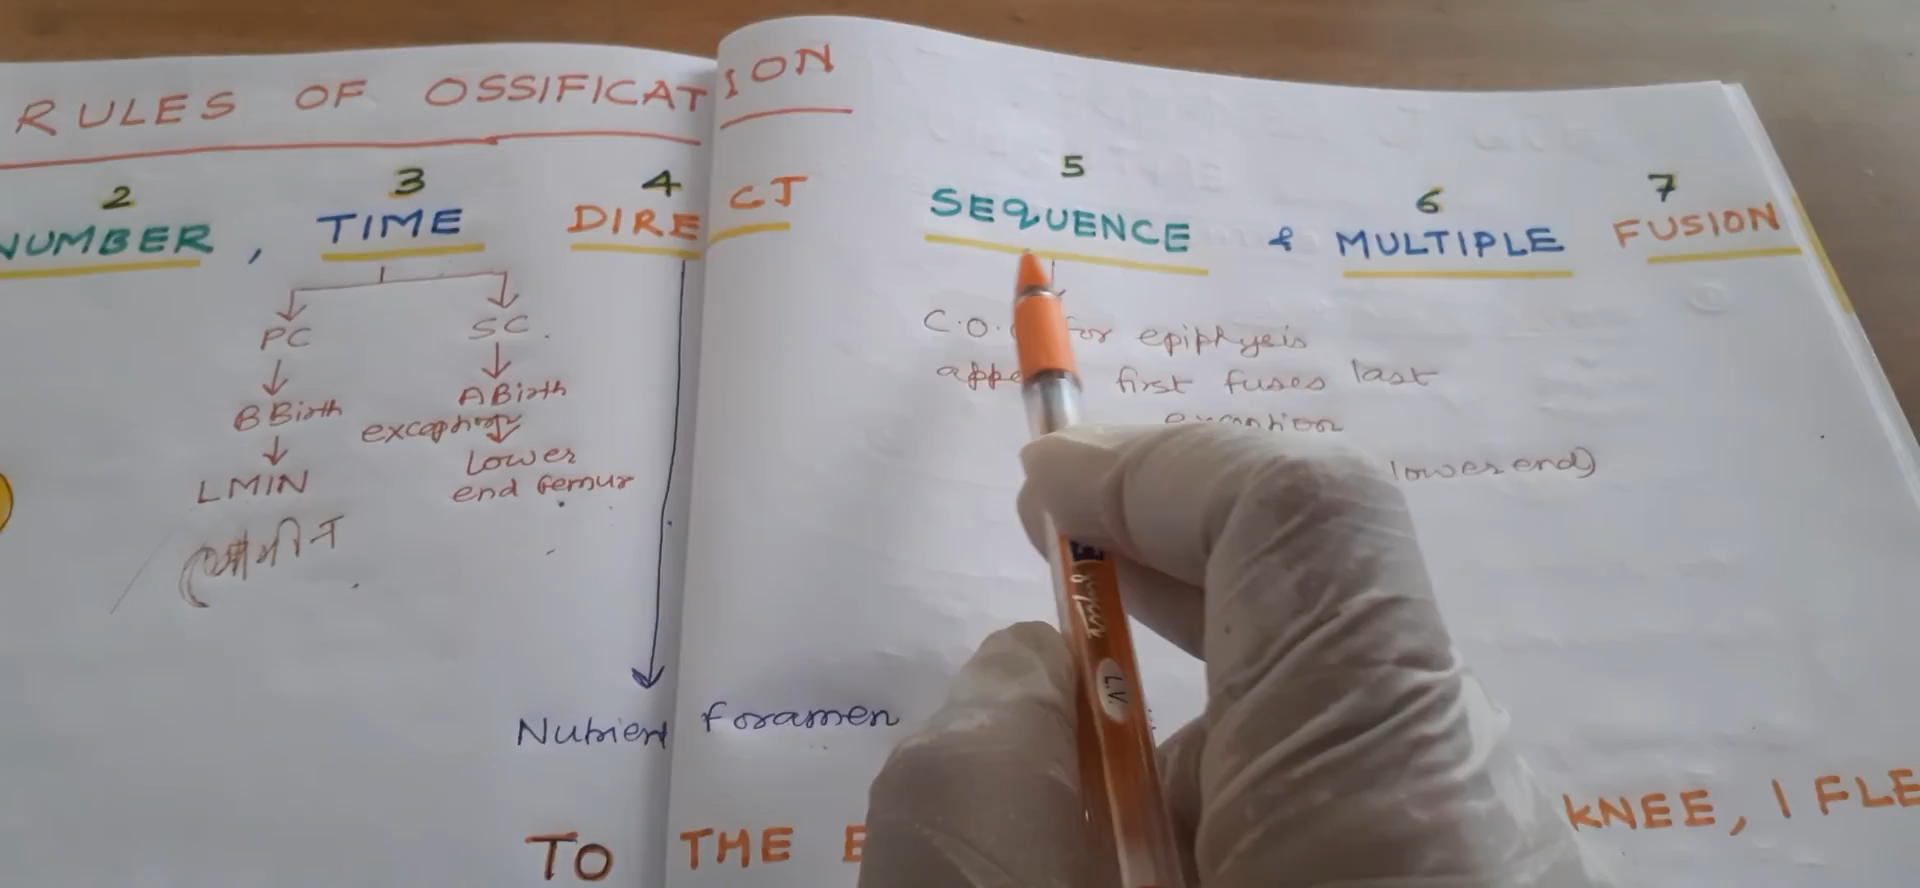 RULES OF OSSIFICATION
2 3 4 5 6 7
NUMBER, TIME DIRECT SEQUENCE & MULTIPLE FUSION
PC SC
B Birth A Birth
LMIN exception
Lower
end femur
C.O. for epiphysis
appe first fuses last
lower end)
Nutrient foramen
L.V.
TO THE E KNEE, I FLE